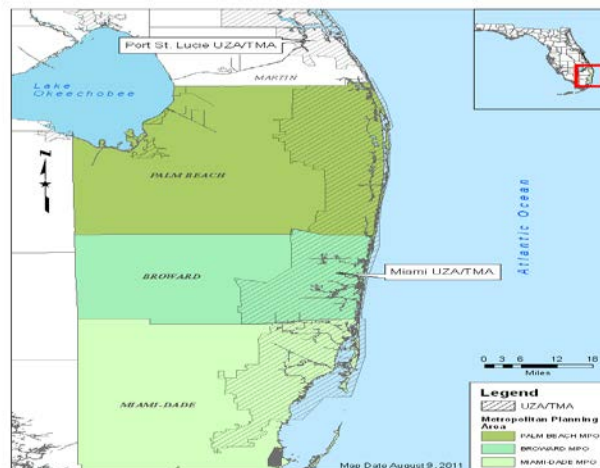 Port St. Lucie UZA/TMA
MARTIN
Lake
Okeechobee
PALM BEACH
N
BROWARD
Miami UZA/TMA
Atlantic Ocean
MIAMI-DADE
0 3 6 12 18
Miles
Legend
UZA/TMA
Metropolitan Planning
Area
PALM BEACH MPO
BROWARD MPO
MIAMI-DADE MPO
Map Date August 9, 2011